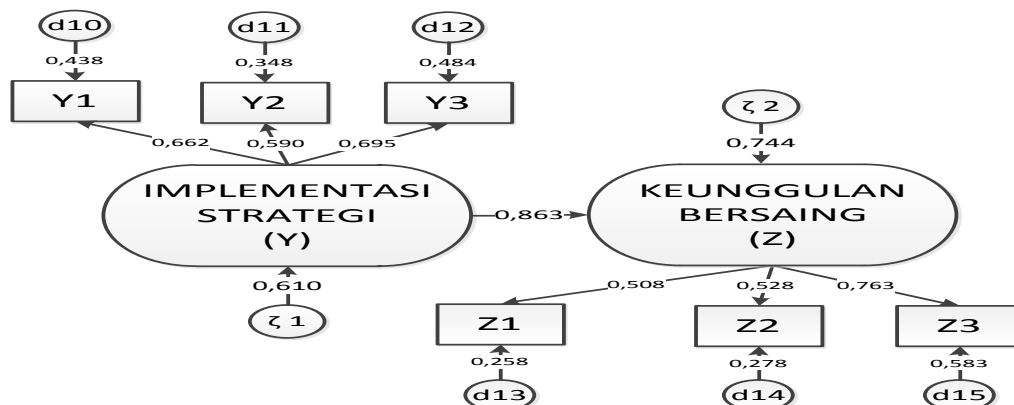 d10 d11 d12
0,438 0,348 0,484
Y1 Y2 Y3
ζ 2
0,662 0,590 0,695
0,744
IMPLEMENTASI
STRATEGI
(Y)
0,863
KEUNGGULAN
BERSAING
(Z)
0,610
ζ 1
0,508 0,528 0,763
Z1 Z2 Z3
0,258 0,278 0,583
d13 d14 d15